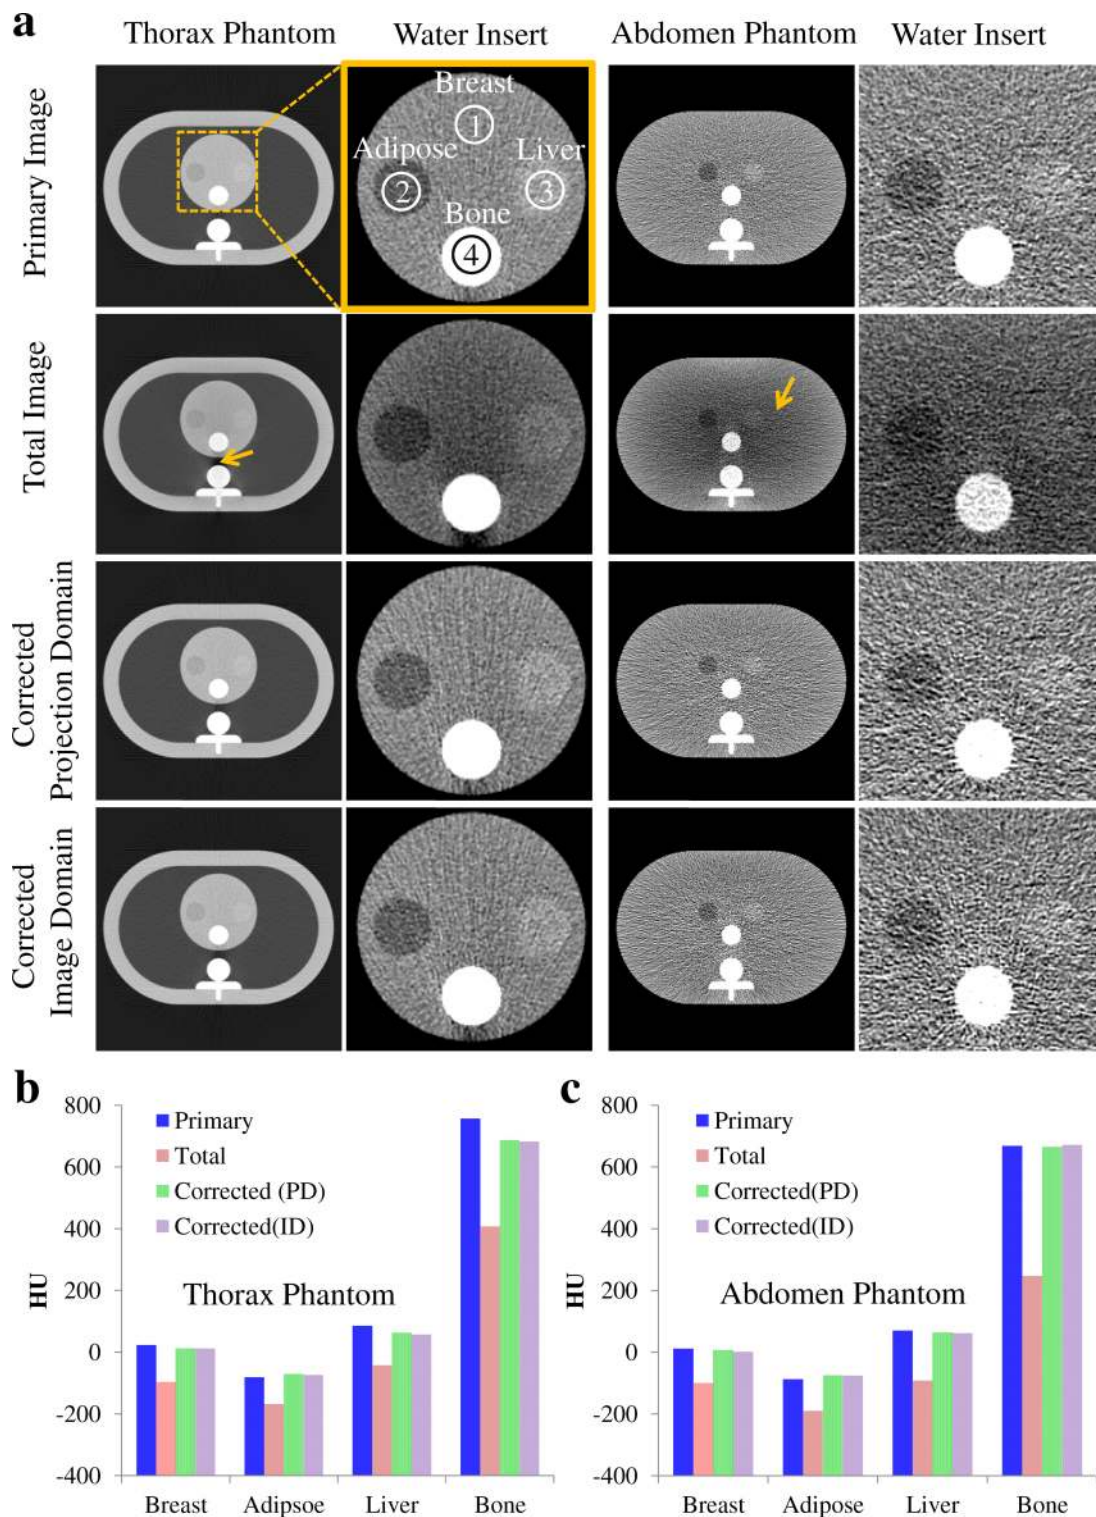 a
Thorax Phantom
Water Insert
Abdomen Phantom
Water Insert
Primary Image
Breast
1
Adipose
2
Liver
3
Bone
4
Total Image
Corrected
Projection Domain
Corrected
Image Domain
b
800
600
400
200
0
-200
-400
HU
Primary
Total
Corrected (PD)
Corrected(ID)
Thorax Phantom
Breast
Adipsoe
Liver
Bone
c
800
600
400
200
0
-200
-400
HU
Primary
Total
Corrected(PD)
Corrected(ID)
Abdomen Phantom
Breast
Adipose
Liver
Bone